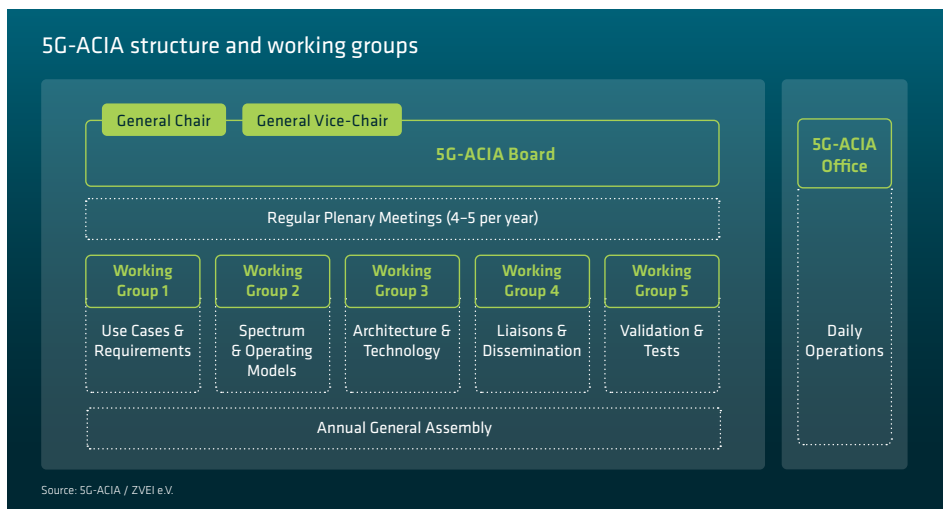 5G-ACIA structure and working groups
General Chair
General Vice-Chair
5G-ACIA Board
5G-ACIA
Office
Regular Plenary Meetings (4–5 per year)
Working
Group 1
Working
Group 2
Working
Group 3
Working
Group 4
Working
Group 5
Use Cases &
Requirements
Spectrum
& Operating
Models
Architecture &
Technology
Liaisons &
Dissemination
Validation &
Tests
Daily
Operations
Annual General Assembly
Source: 5G-ACIA / ZVEI e.V.